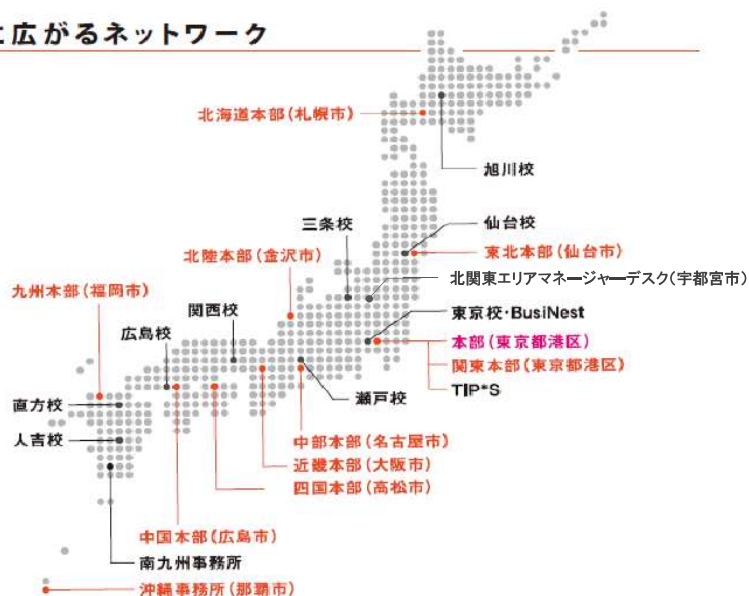 に広がるネットワーク
北海道本部(札幌市)
旭川校
三条校
仙台校
北陸本部(金沢市)
東北本部(仙台市)
北関東エリアマネージャーデスク(宇都宮市)
九州本部(福岡市)
関西校
東京校・BusiNest
広島校
本部(東京都港区)
関東本部(東京都港区)
TIP*S
瀬戸校
直方校
人吉校
中部本部(名古屋市)
近畿本部(大阪市)
四国本部(高松市)
中国本部(広島市)
南九州事務所
沖縄事務所(那覇市)